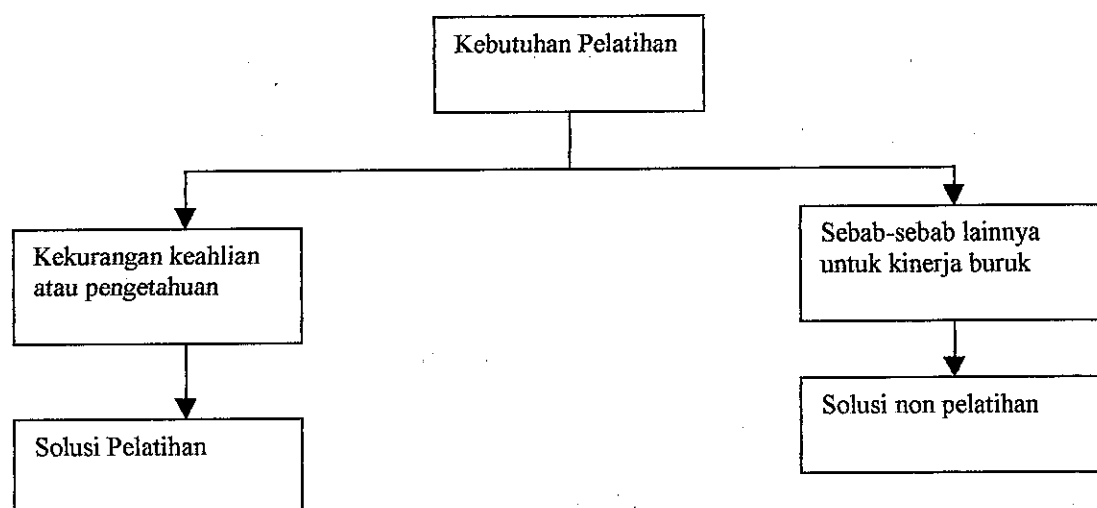 Kebutuhan Pelatihan
Kekurangan keahlian
atau pengetahuan
Solusi Pelatihan
Sebab-sebab lainnya
untuk kinerja buruk
Solusi non pelatihan